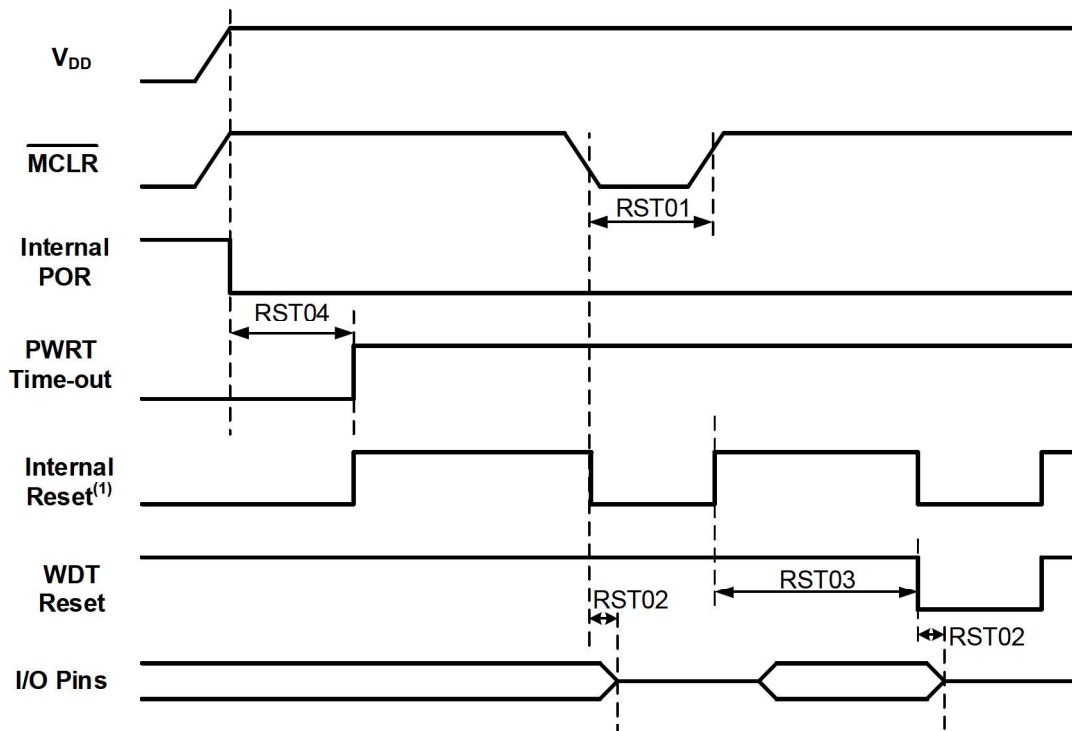 VDD
MCLR
RST01
Internal
POR
RST04
PWRT
Time-out
Internal
Reset(1)
WDT
Reset
RST03
RST02
RST02
I/O Pins